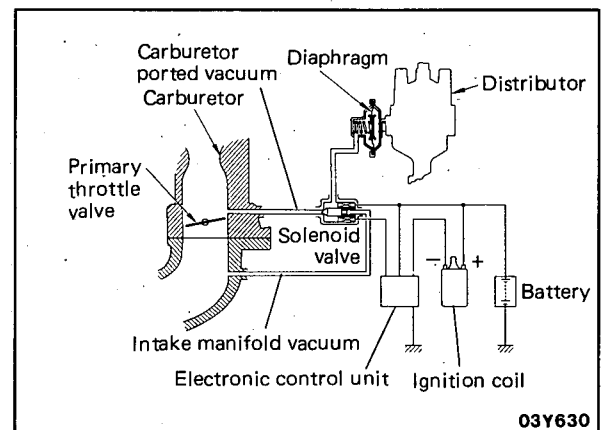 Carburetor
ported vacuum
Carburetor
Diaphragm
Distributor
Primary
throttle
valve
Solenoid
valve
− +
Battery
Intake manifold vacuum
Electronic control unit
Ignition coil
03Y630